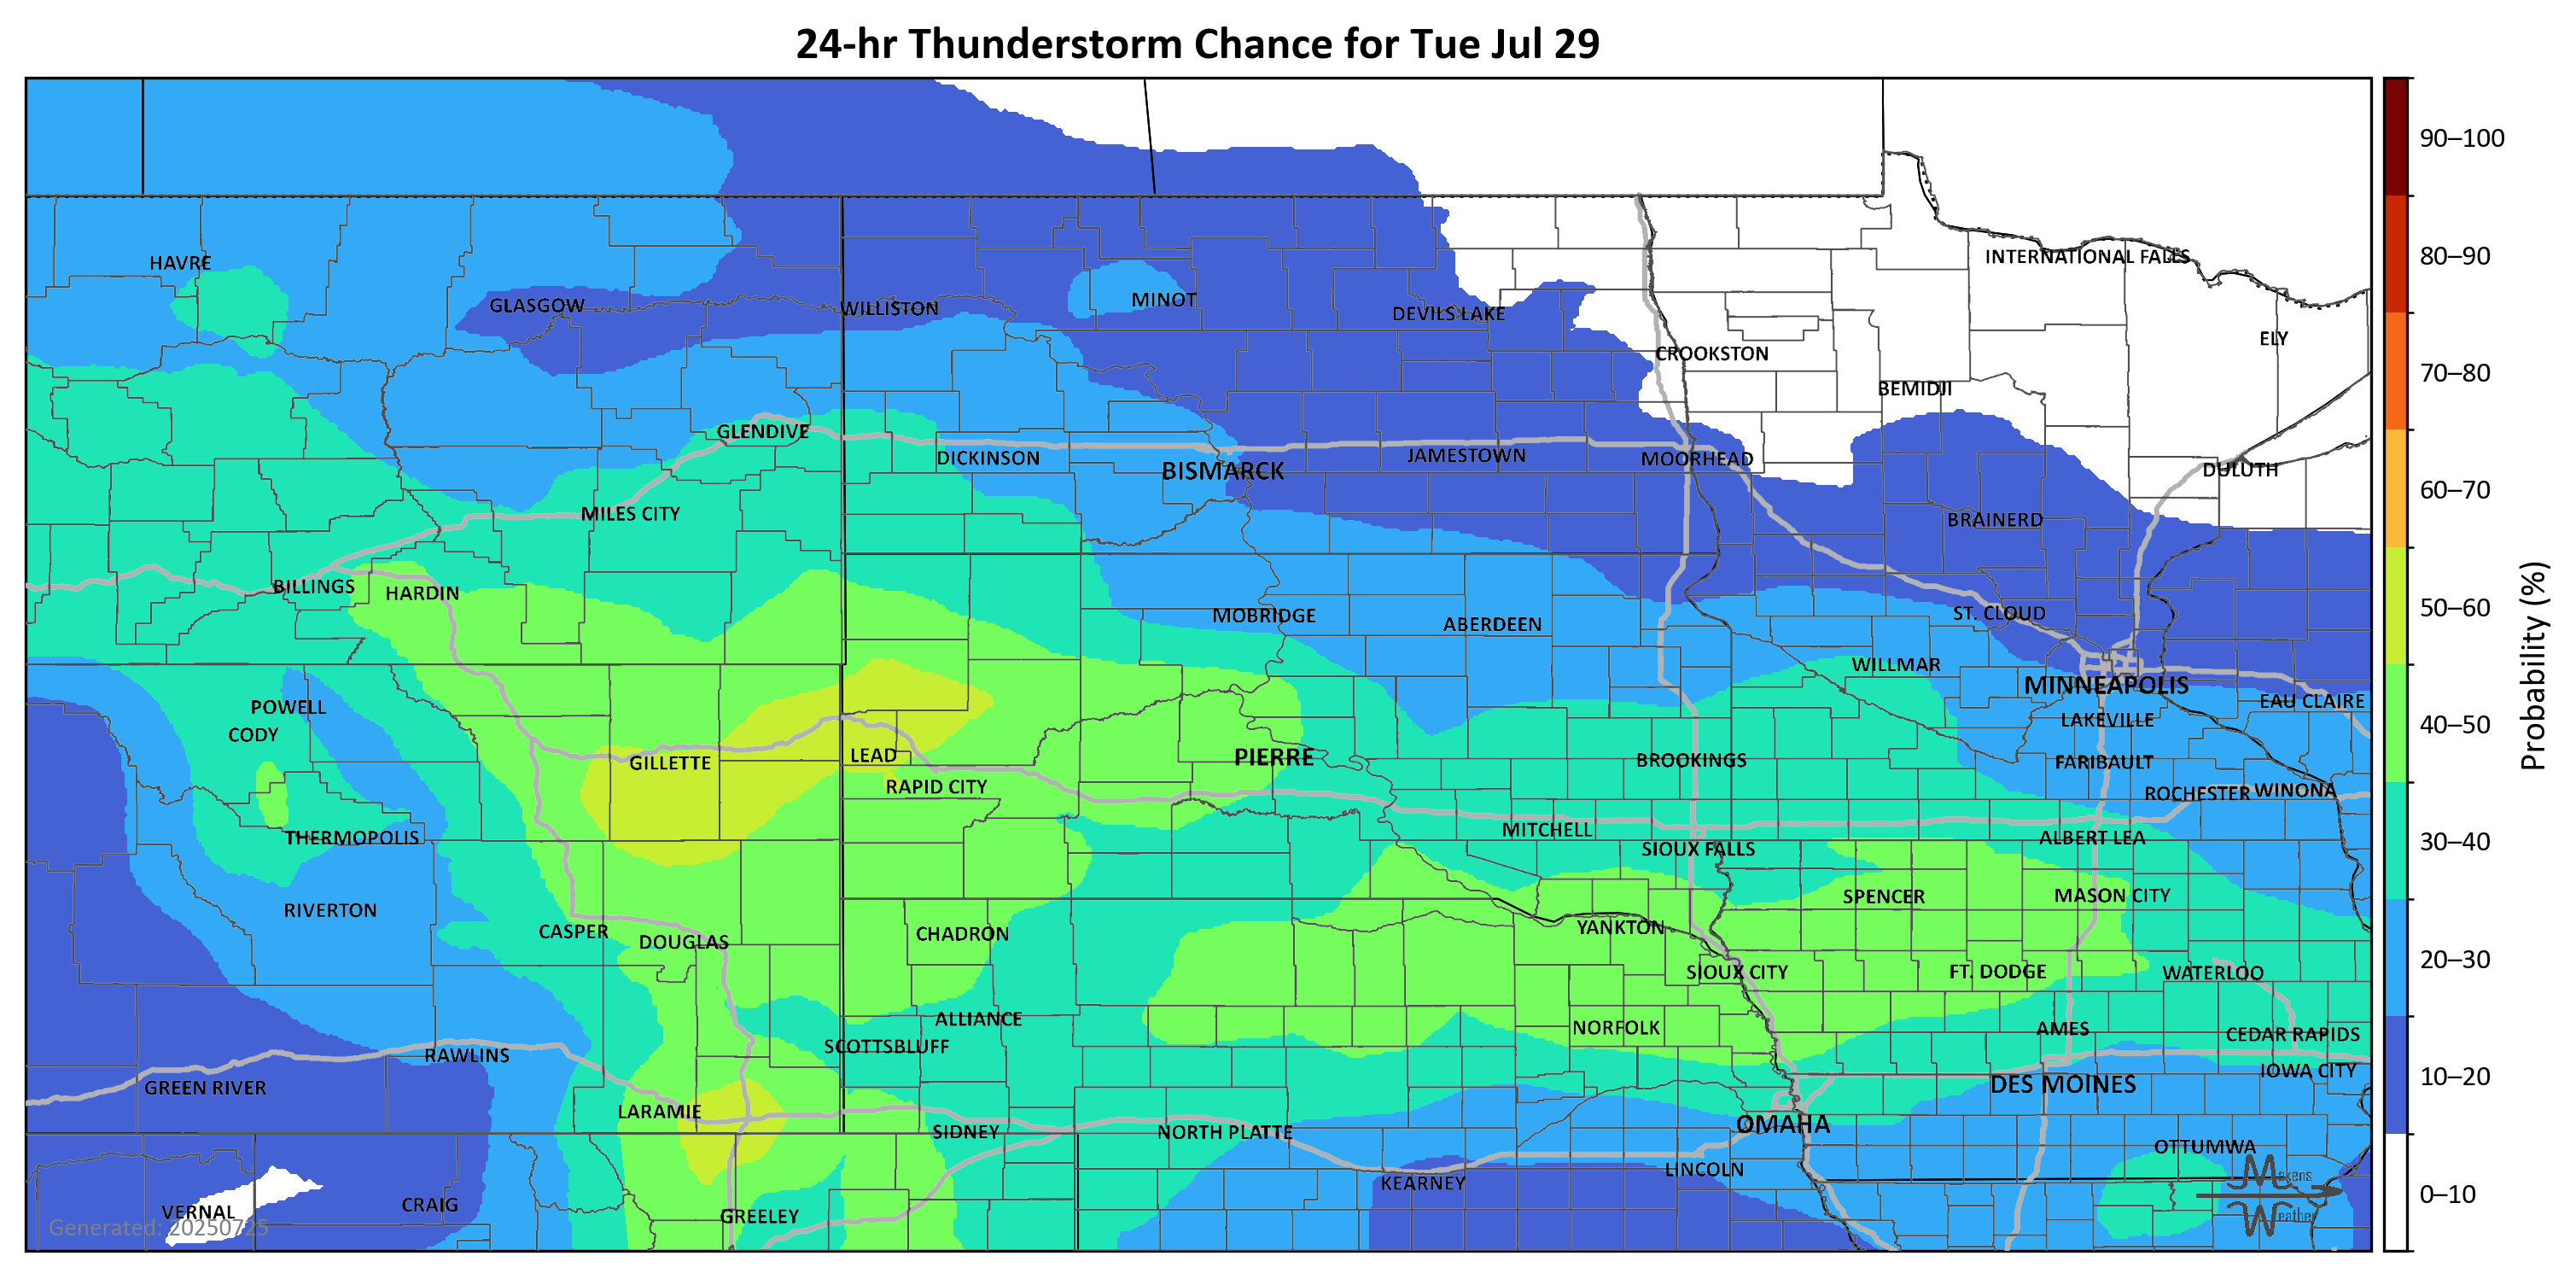 24-hr Thunderstorm Chance for Tue Jul 29
90–100
80–90
70–80
60–70
50–60
40–50
30–40
20–30
10–20
0–10
Probability (%)
HAVRE
GLASGOW
WILLISTON
MINOT
DEVILS LAKE
INTERNATIONAL FALLS
ELY
CROOKSTON
BEMIDJI
GLENDIVE
DICKINSON
BISMARCK
JAMESTOWN
MOORHEAD
DULUTH
MILES CITY
BRAINERD
BILLINGS
HARDIN
MOBRIDGE
ABERDEEN
ST. CLOUD
WILLMAR
MINNEAPOLIS
EAU CLAIRE
POWELL
CODY
LAKEVILLE
GILLETTE
LEAD
PIERRE
BROOKINGS
FARIBAULT
RAPID CITY
ROCHESTER
WINONA
THERMOPOLIS
MITCHELL
ALBERT LEA
SIOUX FALLS
RIVERTON
SPENCER
MASON CITY
CASPER
DOUGLAS
CHADRON
YANKTON
SIOUX CITY
FT. DODGE
WATERLOO
ALLIANCE
NORFOLK
AMES
CEDAR RAPIDS
SCOTTSBLUFF
RAWLINS
GREEN RIVER
DES MOINES
IOWA CITY
LARAMIE
SIDNEY
NORTH PLATTE
OMAHA
OTTUMWA
LINCOLN
KEARNEY
VERNAL
CRAIG
GREELEY
Generated: 20250725
Makens
Weather